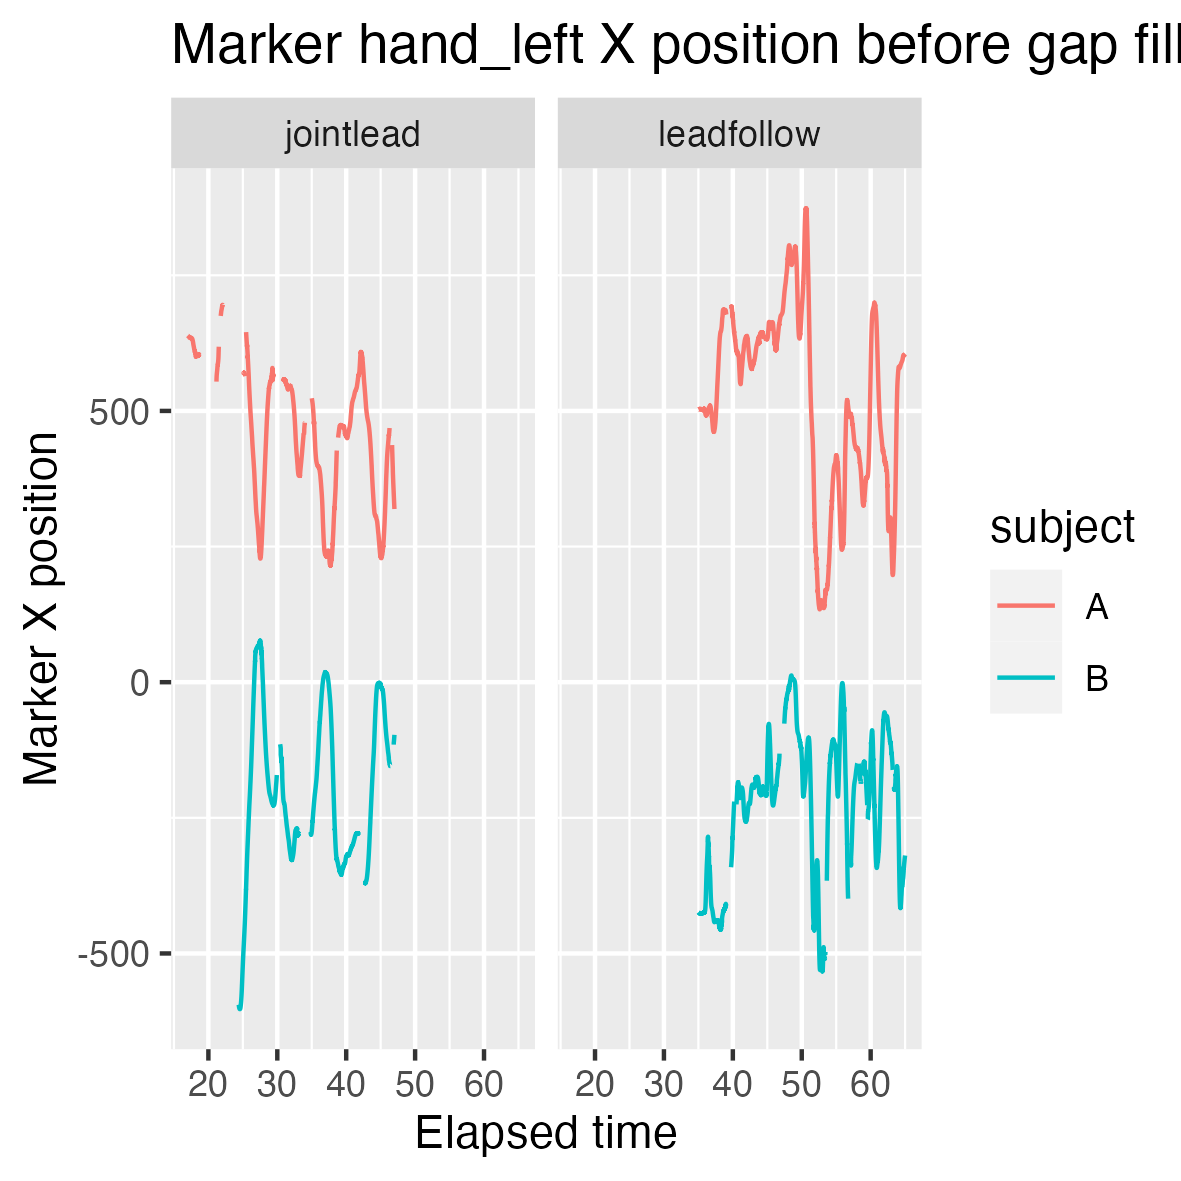 Marker hand_left X position before gap fill
jointlead
leadfollow
500
0
-500
Marker X position
20 30 40 50 60
20 30 40 50 60
Elapsed time
subject
A
B